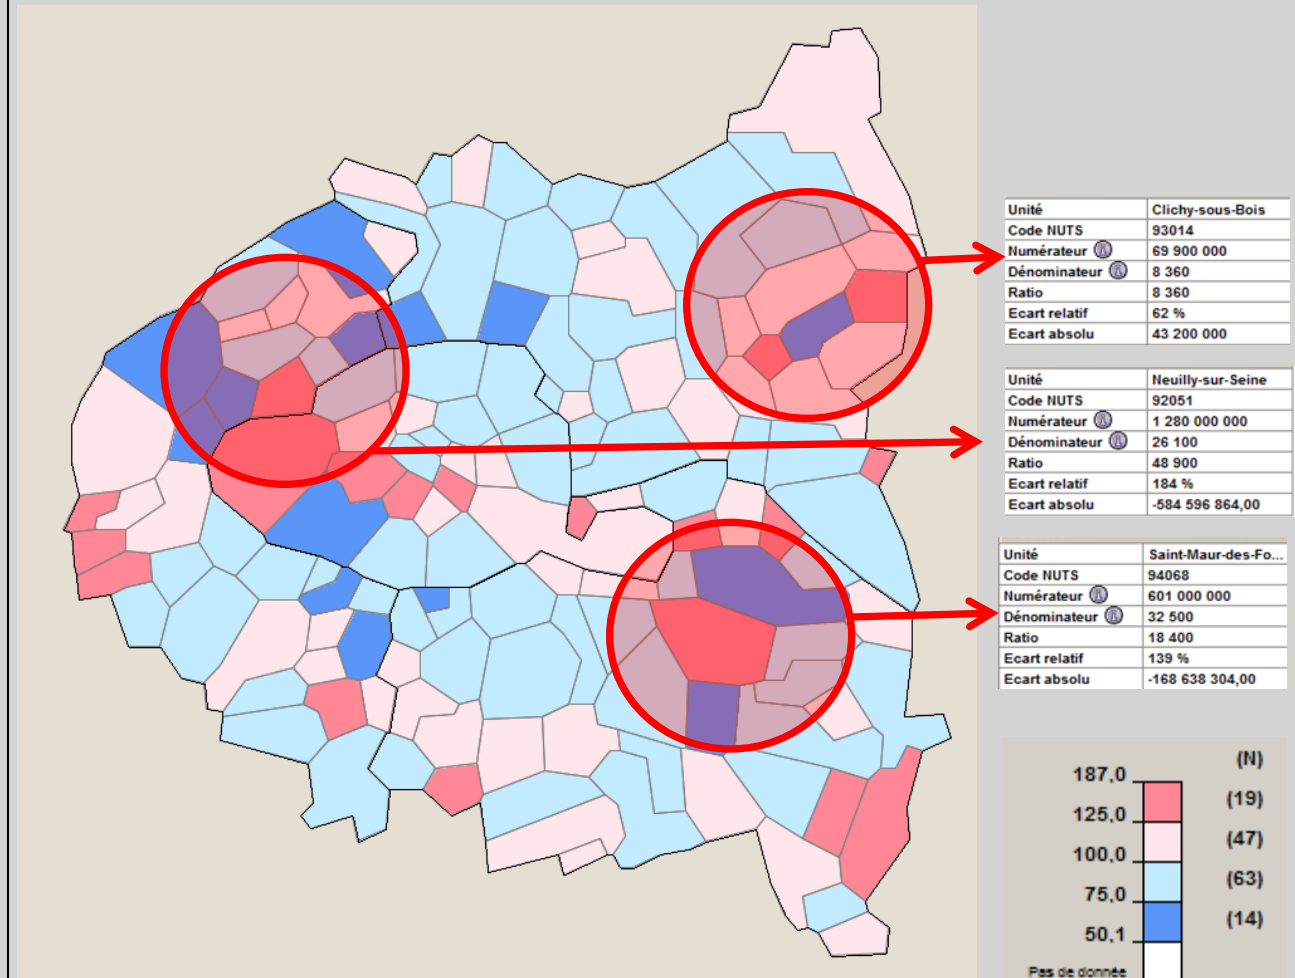 Unité Clichy-sous-Bois
Code NUTS 93014
Numérateur 69 900 000
Dénominateur 8 360
Ratio 8 360
Ecart relatif 62 %
Ecart absolu 43 200 000
Unité Neuilly-sur-Seine
Code NUTS 92051
Numérateur 1 280 000 000
Dénominateur 26 100
Ratio 48 900
Ecart relatif 184 %
Ecart absolu -584 596 864,00
Unité Saint-Maur-des-Fo...
Code NUTS 94068
Numérateur 601 000 000
Dénominateur 32 500
Ratio 18 400
Ecart relatif 139 %
Ecart absolu -168 638 304,00
(N)
187,0
(19)
125,0
(47)
100,0
(63)
75,0
(14)
50,1
Pas de donnée